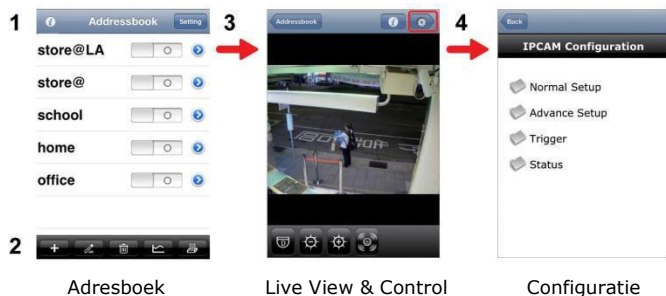 1
Addressbook
Setting
store@LA
store@
school
home
office
2
Adresboek
3
Addressbook
Live View & Control
4
Back
IPCAM Configuration
Normal Setup
Advance Setup
Trigger
Status
Configuratie